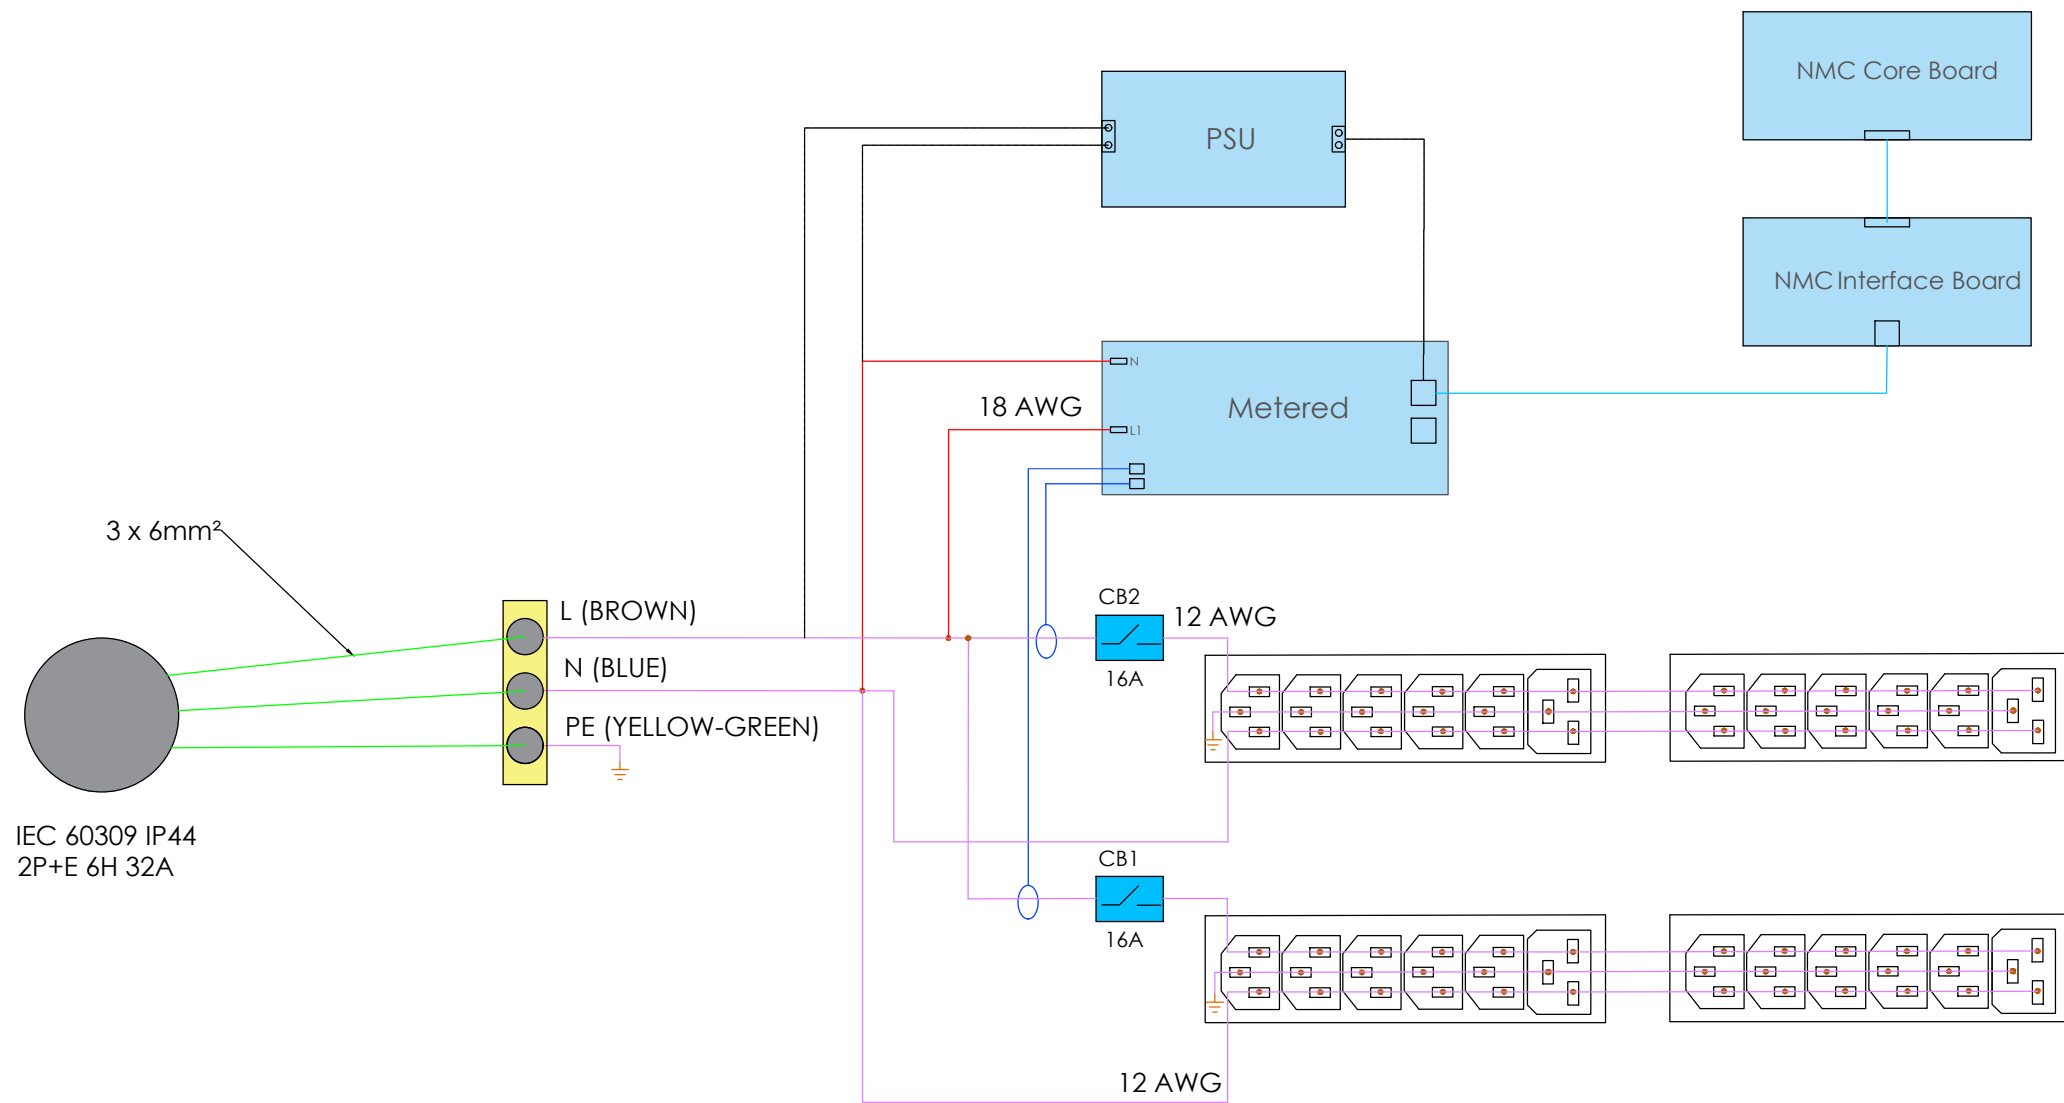 NMC Core Board
PSU
NMC Interface Board
N
18 AWG
Metered
L1
3 x 6mm²
L (BROWN)
CB2
12 AWG
N (BLUE)
16A
PE (YELLOW-GREEN)
IEC 60309 IP44
2P+E 6H 32A
CB1
16A
12 AWG